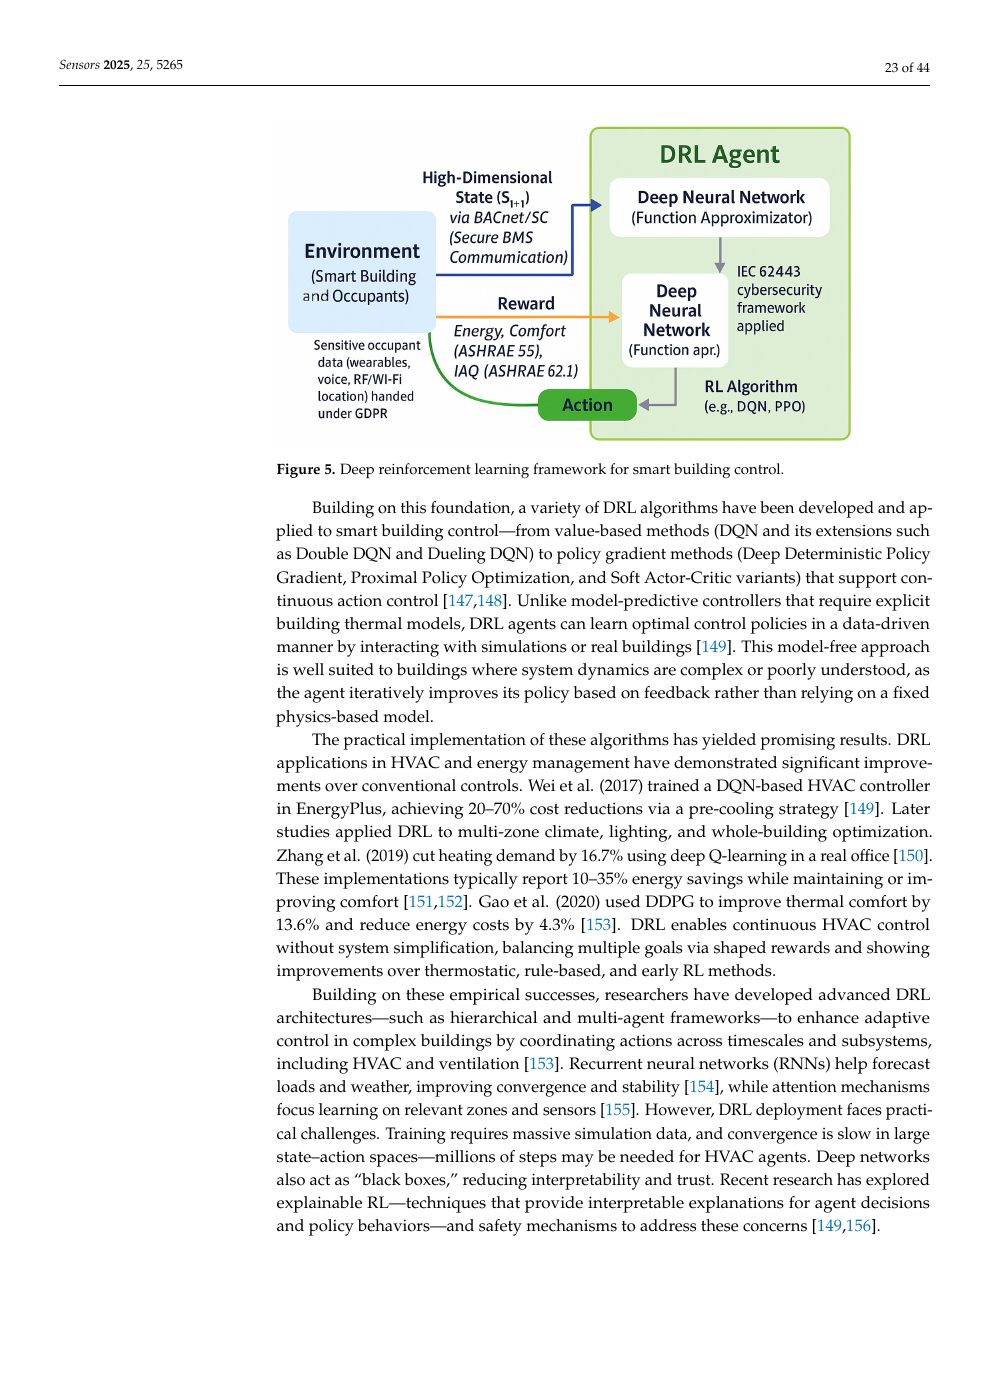 Sensors 2025, 25, 5265
23 of 44
DRL Agent
High-Dimensional
State (S1+1)
via BACnet/SC
(Secure BMS
Commumication)
Deep Neural Network
(Function Approximizator)
Environment
(Smart Building
and Occupants)
IEC 62443
cybersecurity
framework
applied
Deep
Neural
Network
(Function apr.)
Reward
Energy, Comfort
(ASHRAE 55),
IAQ (ASHRAE 62.1)
Sensitive occupant
data (wearables,
voice, RF/WI-Fi
location) handed
under GDPR
RL Algorithm
(e.g., DQN, PPO)
Action
Figure 5. Deep reinforcement learning framework for smart building control.
Building on this foundation, a variety of DRL algorithms have been developed and ap-
plied to smart building control—from value-based methods (DQN and its extensions such
as Double DQN and Dueling DQN) to policy gradient methods (Deep Deterministic Policy
Gradient, Proximal Policy Optimization, and Soft Actor-Critic variants) that support con-
tinuous action control [147,148]. Unlike model-predictive controllers that require explicit
building thermal models, DRL agents can learn optimal control policies in a data-driven
manner by interacting with simulations or real buildings [149]. This model-free approach
is well suited to buildings where system dynamics are complex or poorly understood, as
the agent iteratively improves its policy based on feedback rather than relying on a fixed
physics-based model.
The practical implementation of these algorithms has yielded promising results. DRL
applications in HVAC and energy management have demonstrated significant improve-
ments over conventional controls. Wei et al. (2017) trained a DQN-based HVAC controller
in EnergyPlus, achieving 20–70% cost reductions via a pre-cooling strategy [149]. Later
studies applied DRL to multi-zone climate, lighting, and whole-building optimization.
Zhang et al. (2019) cut heating demand by 16.7% using deep Q-learning in a real office [150].
These implementations typically report 10–35% energy savings while maintaining or im-
proving comfort [151,152]. Gao et al. (2020) used DDPG to improve thermal comfort by
13.6% and reduce energy costs by 4.3% [153]. DRL enables continuous HVAC control
without system simplification, balancing multiple goals via shaped rewards and showing
improvements over thermostatic, rule-based, and early RL methods.
Building on these empirical successes, researchers have developed advanced DRL
architectures—such as hierarchical and multi-agent frameworks—to enhance adaptive
control in complex buildings by coordinating actions across timescales and subsystems,
including HVAC and ventilation [153]. Recurrent neural networks (RNNs) help forecast
loads and weather, improving convergence and stability [154], while attention mechanisms
focus learning on relevant zones and sensors [155]. However, DRL deployment faces practi-
cal challenges. Training requires massive simulation data, and convergence is slow in large
state–action spaces—millions of steps may be needed for HVAC agents. Deep networks
also act as “black boxes,” reducing interpretability and trust. Recent research has explored
explainable RL—techniques that provide interpretable explanations for agent decisions
and policy behaviors—and safety mechanisms to address these concerns [149,156].